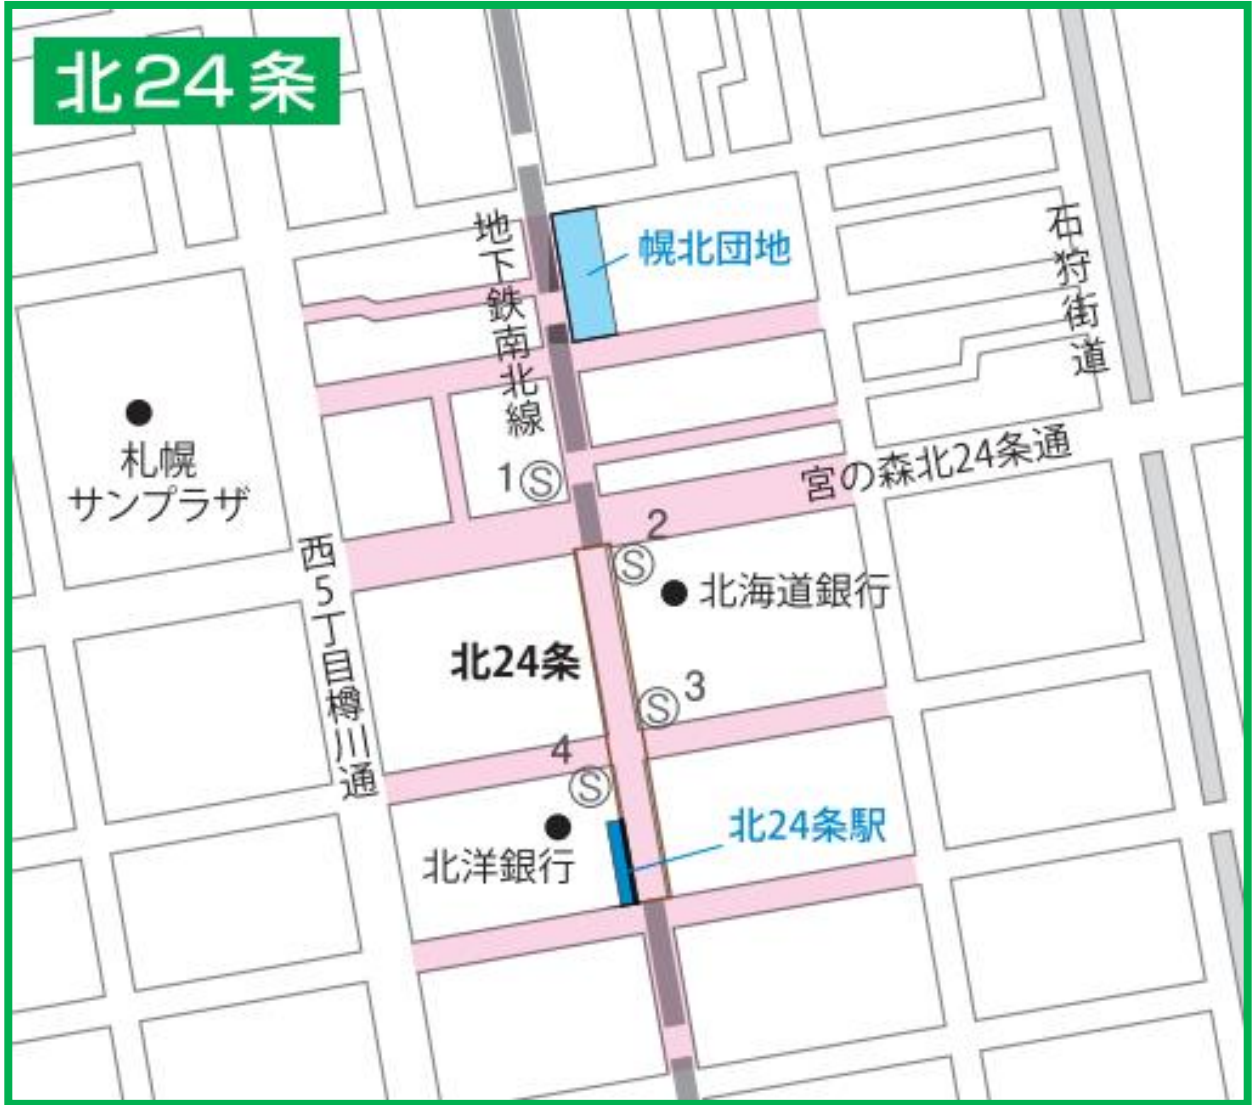 北24条
地下鉄南北線
幌北団地
石狩街道
札幌
サンプラザ
宮の森北24条通
1 Ⓢ
2
Ⓢ
西5丁目樽川通
北海道銀行
北24条
Ⓢ 3
4
Ⓢ
北24条駅
北洋銀行